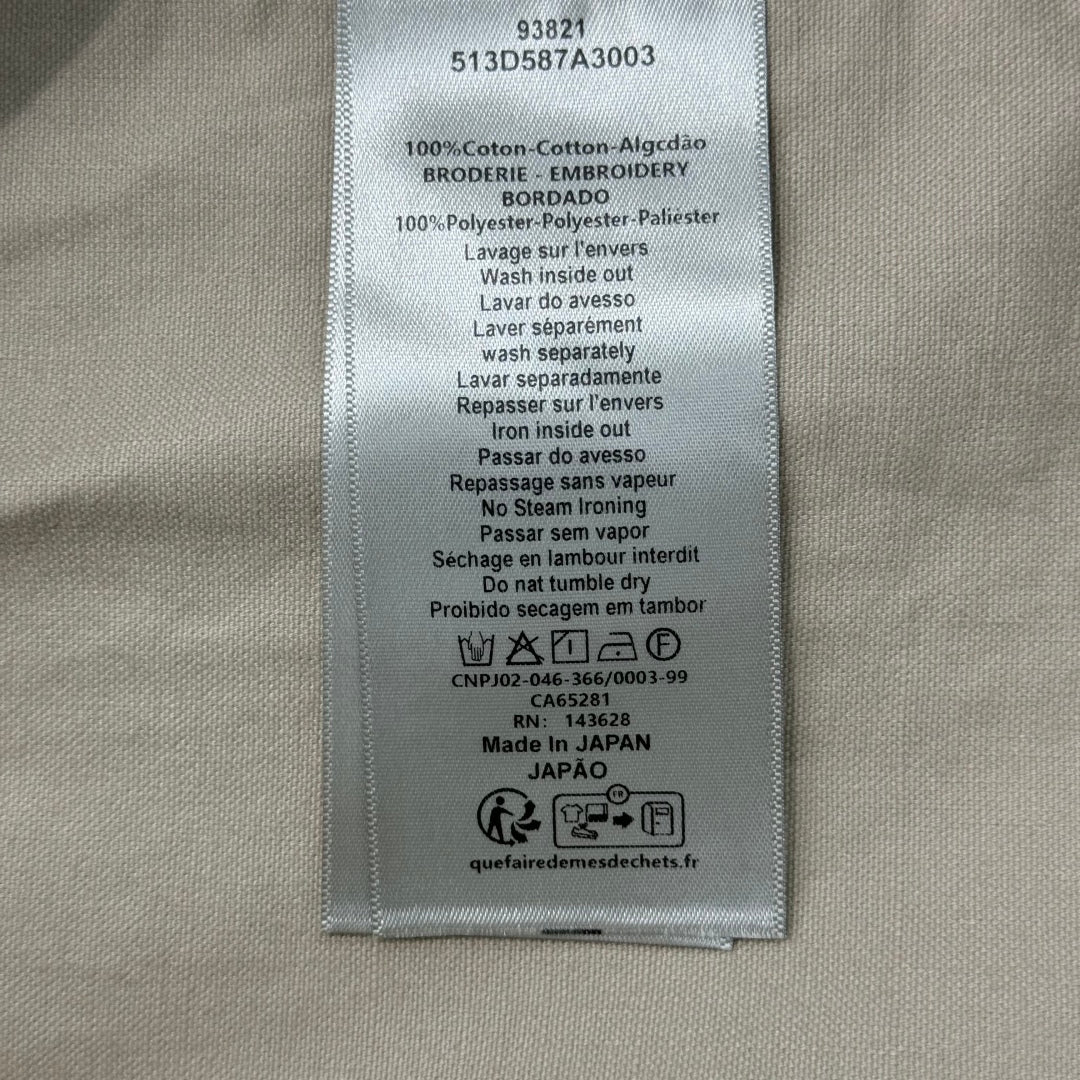 93821
513D587A3003
100%Coton-Cotton-Algcdão
BRODERIE - EMBROIDERY
BORDADO
100%Polyester-Polyester-Paliéster
Lavage sur l'envers
Wash inside out
Lavar do avesso
Laver séparément
wash separately
Lavar separadamente
Repasser sur l'envers
Iron inside out
Passar do avesso
Repassage sans vapeur
No Steam Ironing
Passar sem vapor
Séchage en lambour interdit
Do nat tumble dry
Proibido secagem em tambor
F
CNPJ02-046-366/0003-99
CA65281
RN: 143628
Made In JAPAN
JAPÃO
FR
quefairedemesdechets.fr